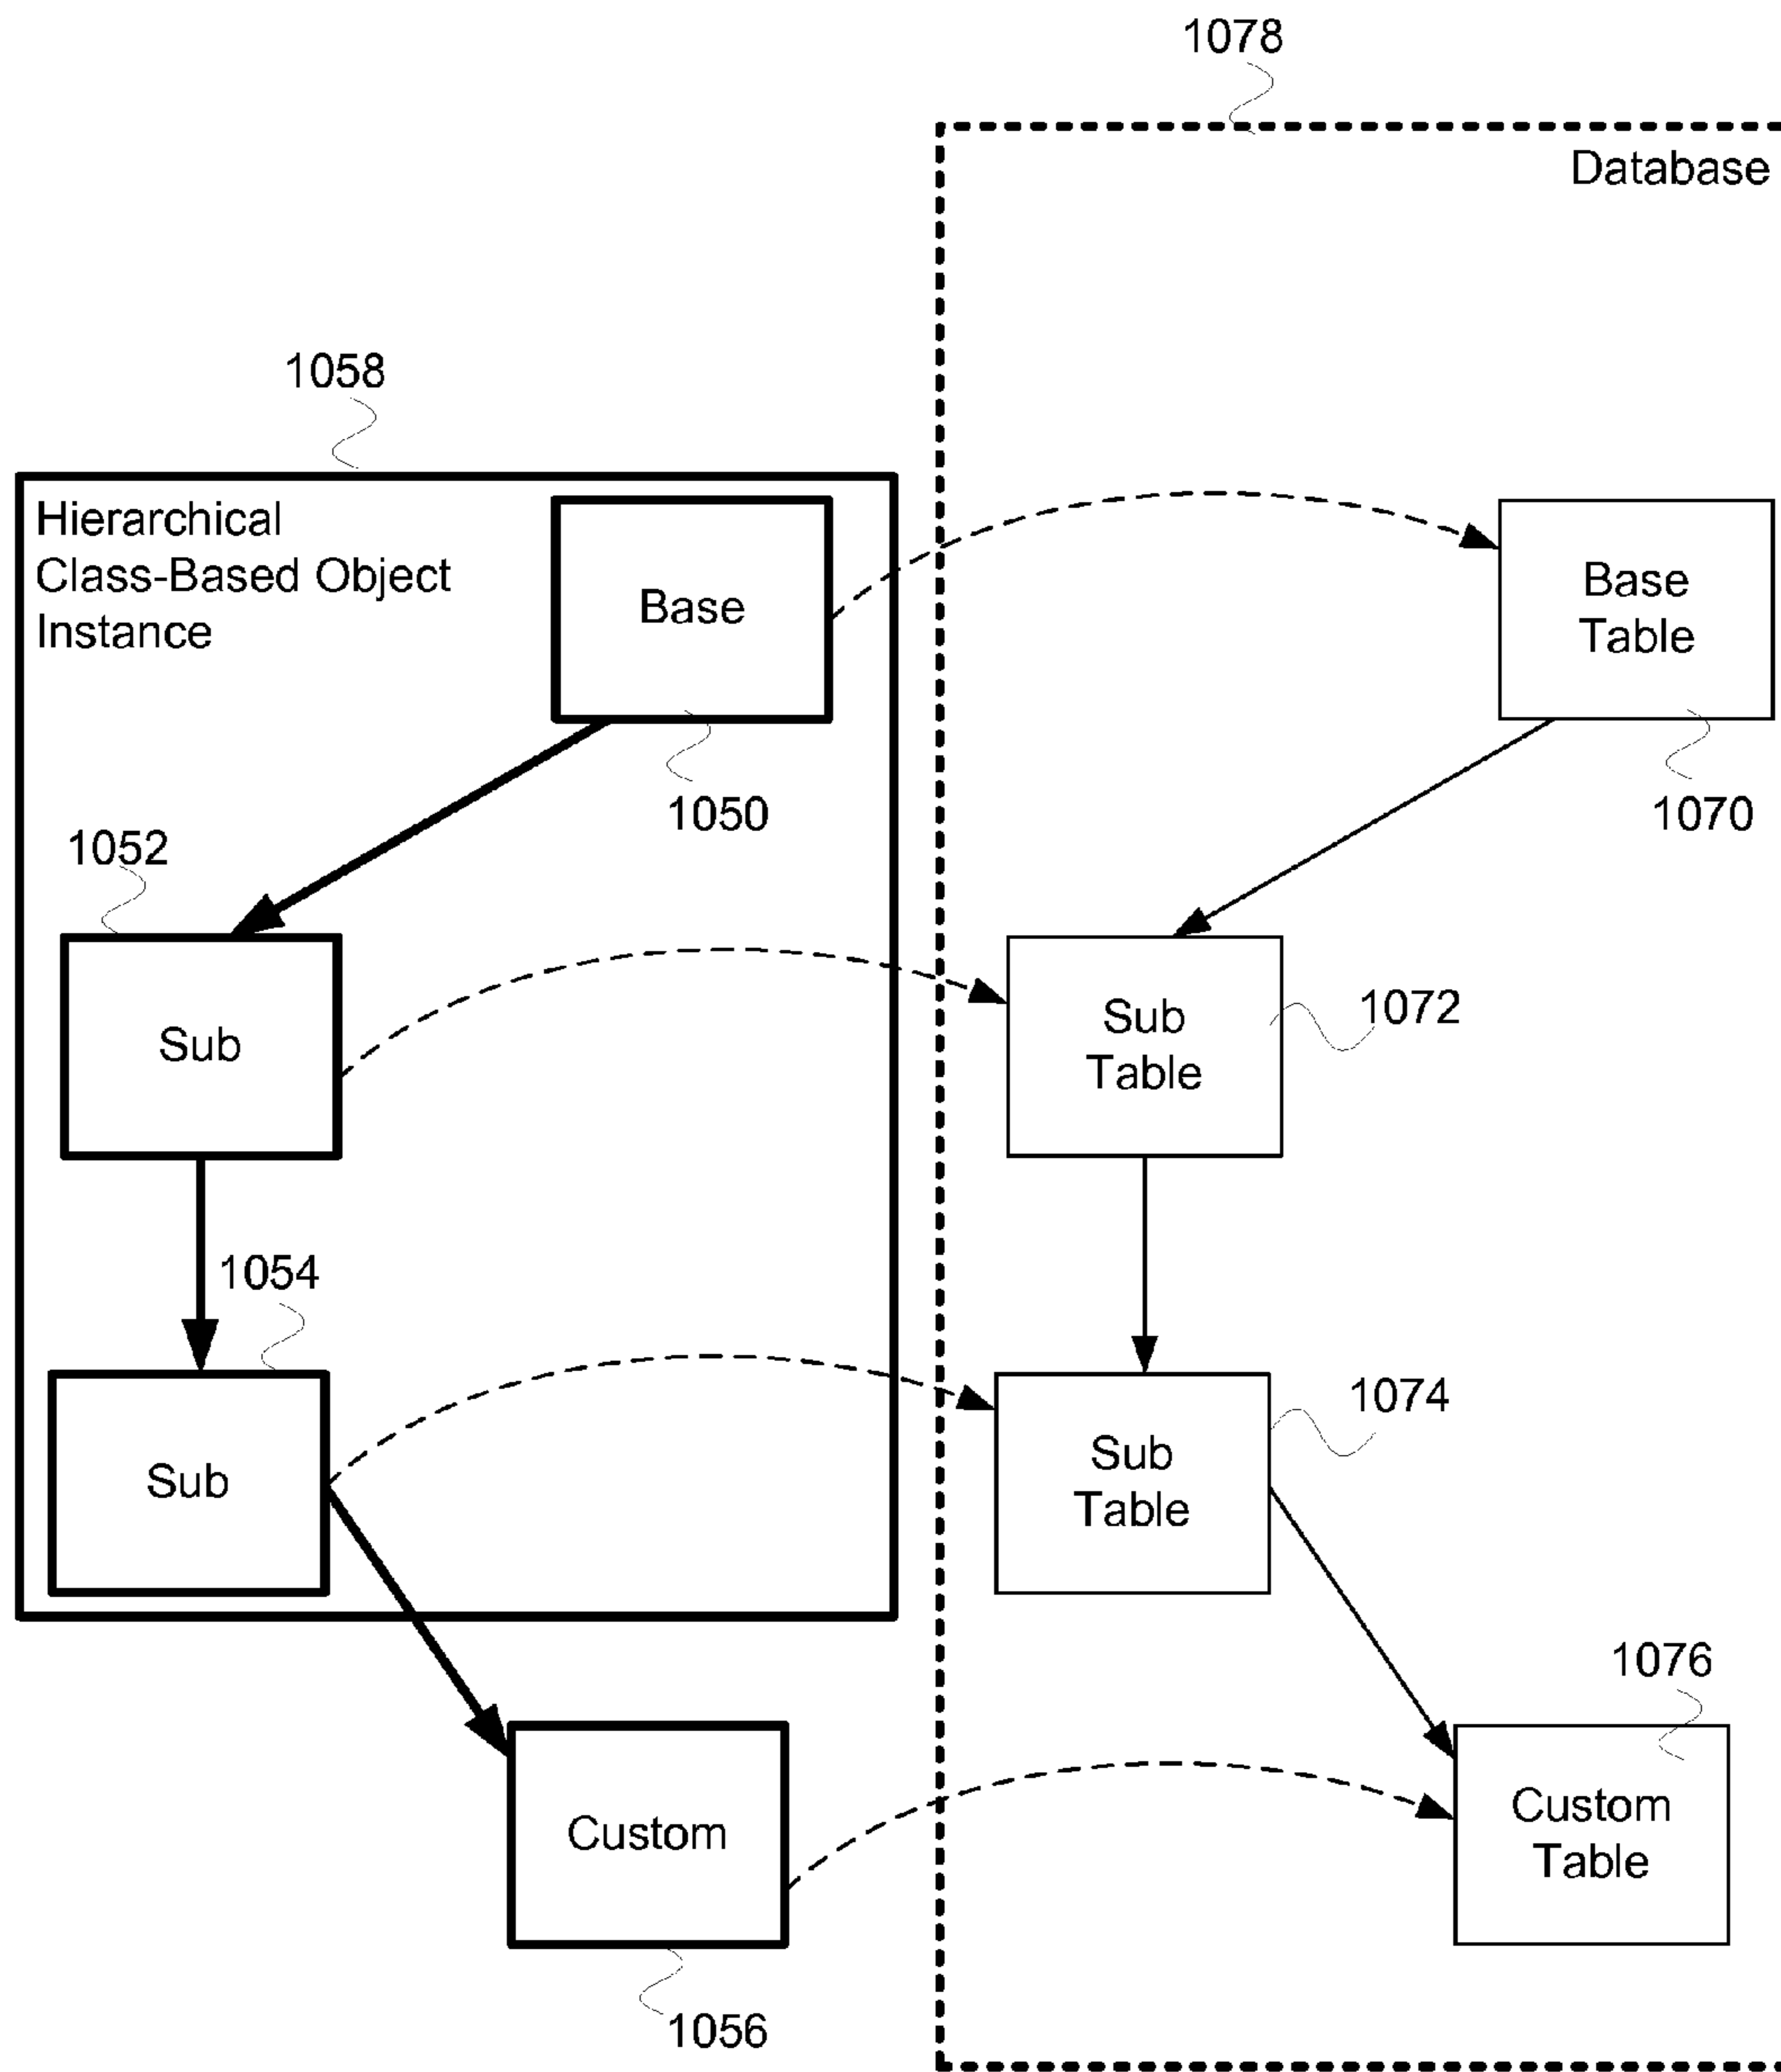 1078
Database
1058
Hierarchical
Class-Based Object
Instance
Base
Base
Table
1050
1070
1052
Sub
Sub
Table
1072
1054
Sub
Sub
Table
1074
1076
Custom
Custom
Table
1056